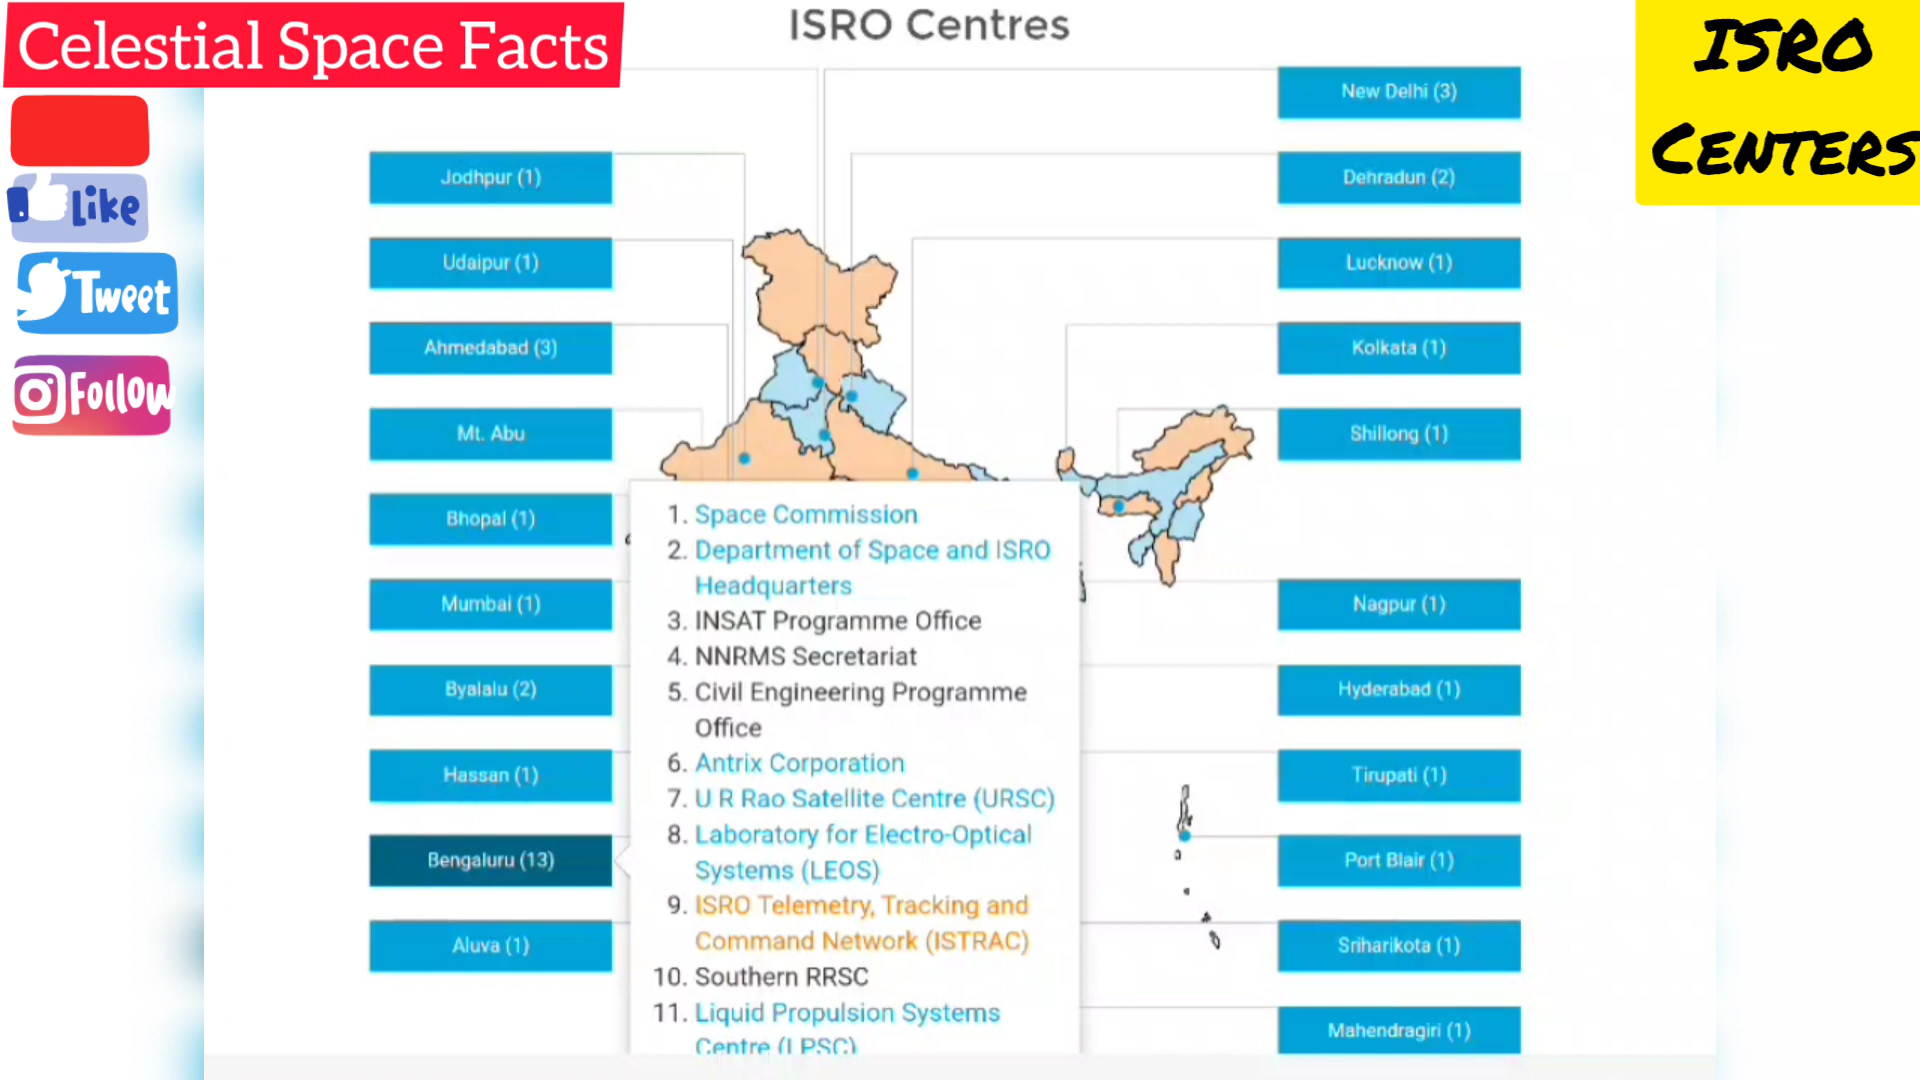 Celestial Space Facts
ISRO Centres
ISRO
CENTERS
Like
Tweet
Follow
Jodhpur (1)
Udaipur (1)
Ahmedabad (3)
Mt. Abu
Bhopal (1)
Mumbai (1)
Byalalu (2)
Hassan (1)
Bengaluru (13)
Aluva (1)
1. Space Commission
2. Department of Space and ISRO
Headquarters
3. INSAT Programme Office
4. NNRMS Secretariat
5. Civil Engineering Programme
Office
6. Antrix Corporation
7. U R Rao Satellite Centre (URSC)
8. Laboratory for Electro-Optical
Systems (LEOS)
9. ISRO Telemetry, Tracking and
Command Network (ISTRAC)
10. Southern RRSC
11. Liquid Propulsion Systems
Centre (LPSC)
New Delhi (3)
Dehradun (2)
Lucknow (1)
Kolkata (1)
Shillong (1)
Nagpur (1)
Hyderabad (1)
Tirupati (1)
Port Blair (1)
Sriharikota (1)
Mahendragiri (1)